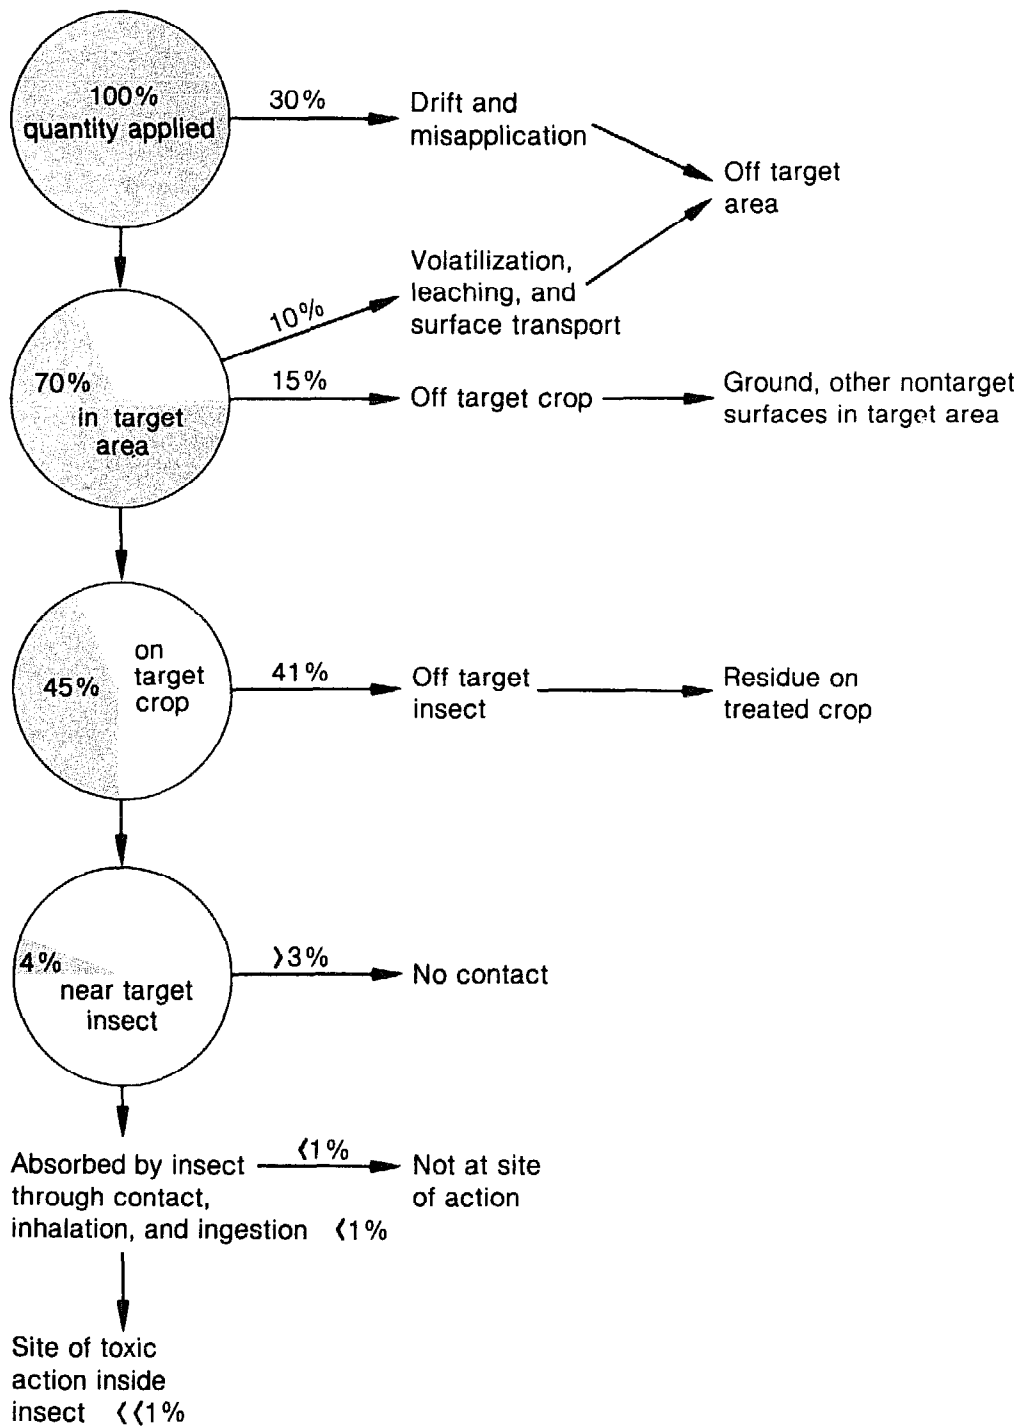 100%
quantity applied
30%
Drift and
misapplication
Off target
area
Volatilization,
leaching, and
surface transport
10%
70%
in target
area
15%
Off target crop
Ground, other nontarget
surfaces in target area
45%
on
target
crop
41%
Off target
insect
Residue on
treated crop
4%
near target
insect
>3%
No contact
Absorbed by insect
through contact,
inhalation, and ingestion <1%
<1%
Not at site
of action
Site of toxic
action inside
insect <<1%